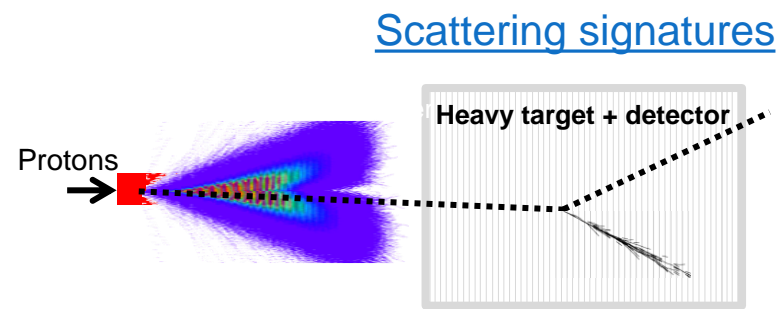 Scattering signatures
Heavy target + detector
Protons